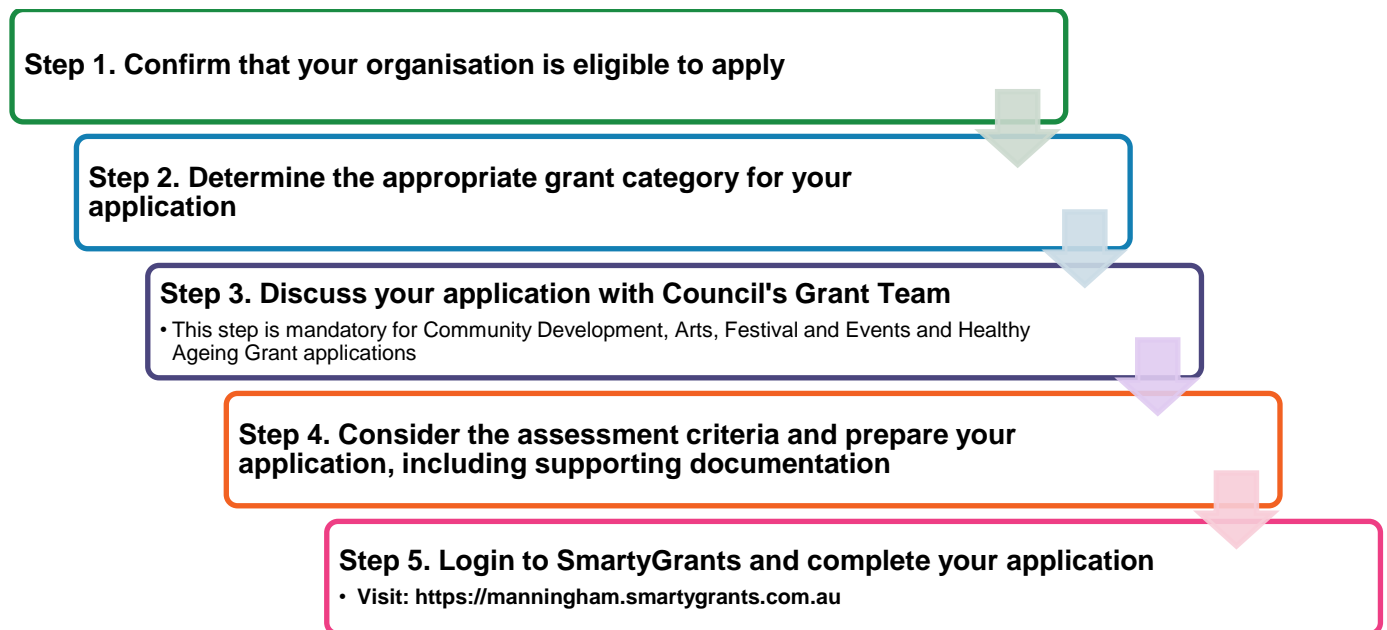 Step 1. Confirm that your organisation is eligible to apply
Step 2. Determine the appropriate grant category for your
application
Step 3. Discuss your application with Council's Grant Team
• This step is mandatory for Community Development, Arts, Festival and Events and Healthy
Ageing Grant applications
Step 4. Consider the assessment criteria and prepare your
application, including supporting documentation
Step 5. Login to SmartyGrants and complete your application
• Visit: https://manningham.smartygrants.com.au